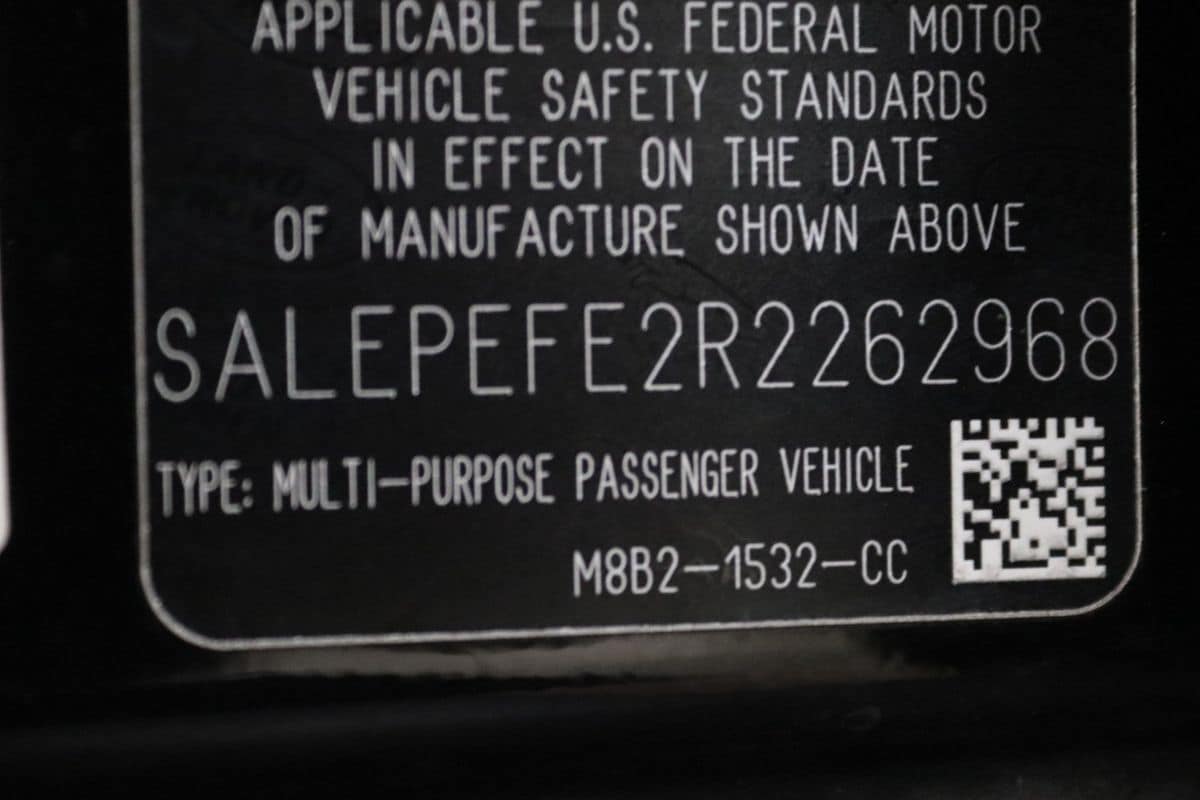 APPLICABLE U.S. FEDERAL MOTOR
VEHICLE SAFETY STANDARDS
IN EFFECT ON THE DATE
OF MANUFACTURE SHOWN ABOVE
SALEPEFE2R2262968
TYPE: MULTI-PURPOSE PASSENGER VEHICLE
M8B2-1532-CC